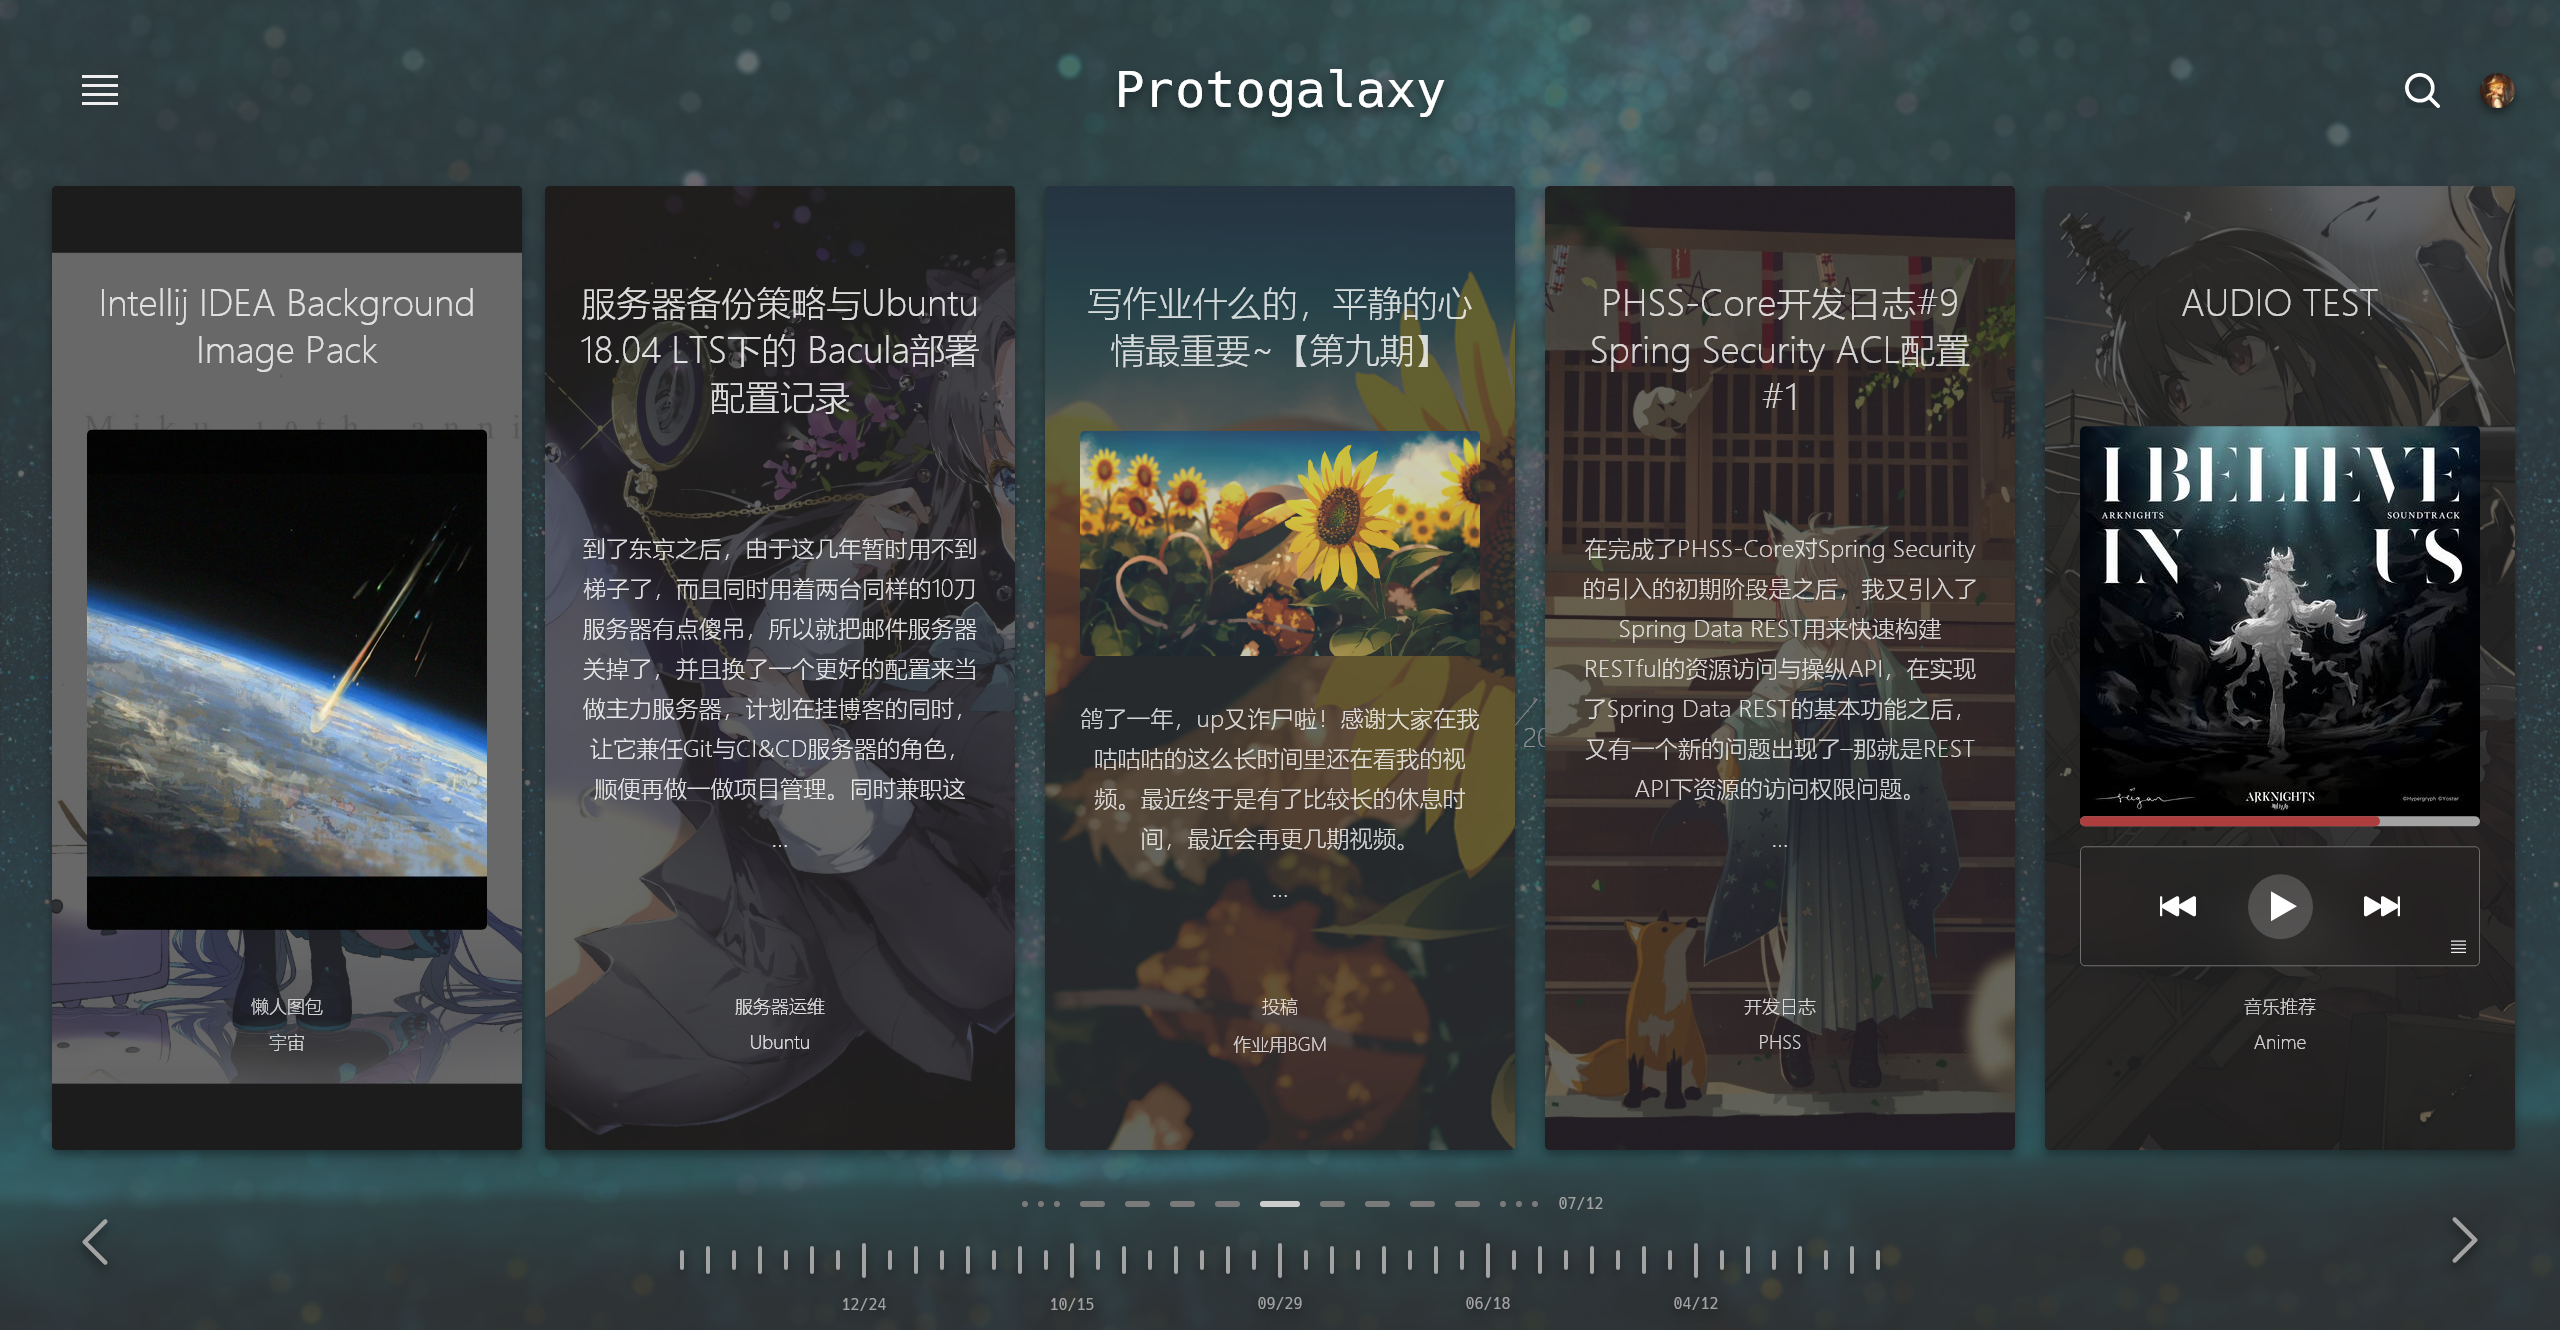 Protogalaxy
Intellij IDEA Background
Image Pack
Miku 10th anni
懒人图包
宇宙
服务器备份策略与Ubuntu
18.04 LTS下的 Bacula部署
配置记录
到了东京之后，由于这几年暂时用不到
梯子了，而且同时用着两台同样的10刀
服务器有点傻吊，所以就把邮件服务器
关掉了，并且换了一个更好的配置来当
做主力服务器，计划在挂博客的同时，
让它兼任Git与CI&CD服务器的角色，
顺便再做一做项目管理。同时兼职这
...
服务器运维
Ubuntu
写作业什么的，平静的心
情最重要~【第九期】
鸽了一年，up又诈尸啦！感谢大家在我
咕咕咕的这么长时间里还在看我的视
频。最近终于是有了比较长的休息时
间，最近会再更几期视频。
...
投稿
作业用BGM
PHSS-Core开发日志#9
Spring Security ACL配置
#1
在完成了PHSS-Core对Spring Security
的引入的初期阶段是之后，我又引入了
Spring Data REST用来快速构建
RESTful的资源访问与操纵API，在实现
了Spring Data REST的基本功能之后，
又有一个新的问题出现了–那就是REST
API下资源的访问权限问题。
...
开发日志
PHSS
AUDIO TEST
I BELIEVE
ARKNIGHTS SOUNDTRACK
IN US
ARKNIGHTS
©Hypergryph ©Yostar
音乐推荐
Anime
07/12
12/24 10/15 09/29 06/18 04/12